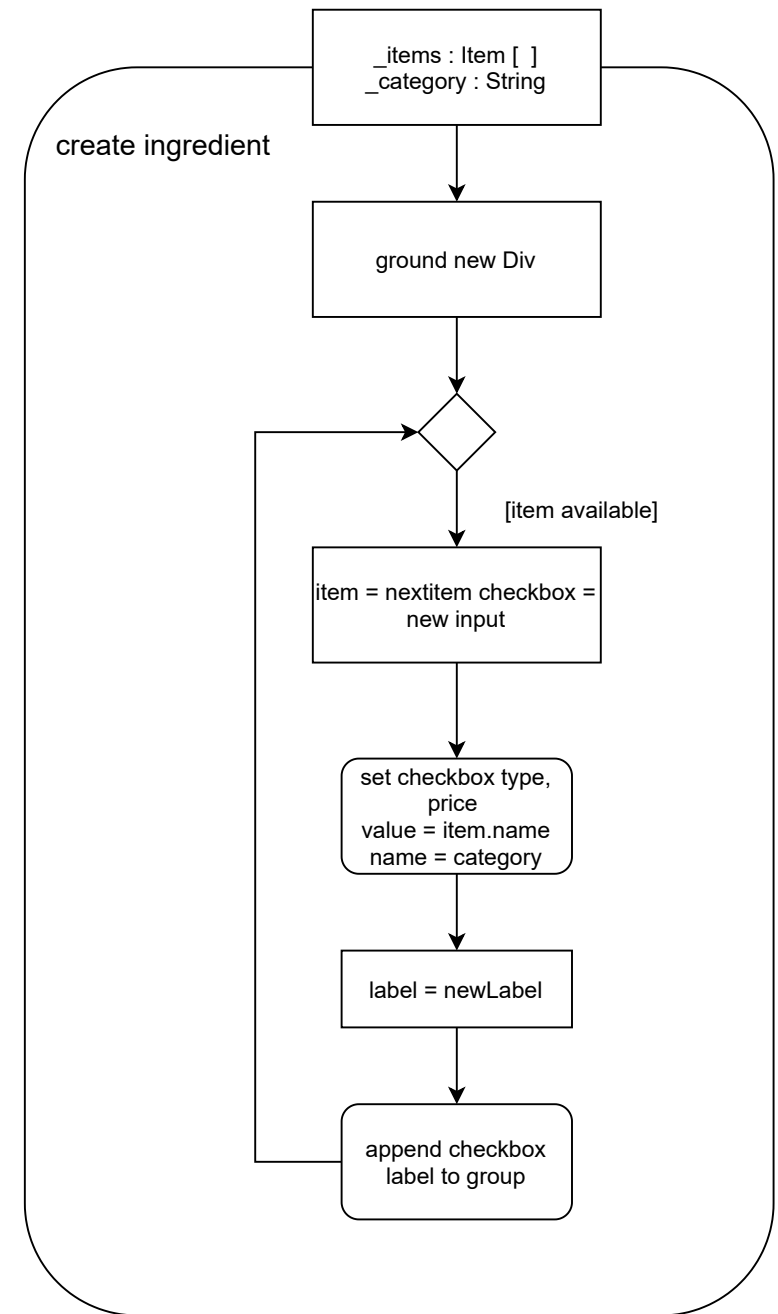 _items : Item [  ]
_category : String
create ingredient
ground new Div
[item available]
item = nextitem checkbox =
new input
set checkbox type,
price
value = item.name
name = category
label = newLabel
append checkbox
label to group